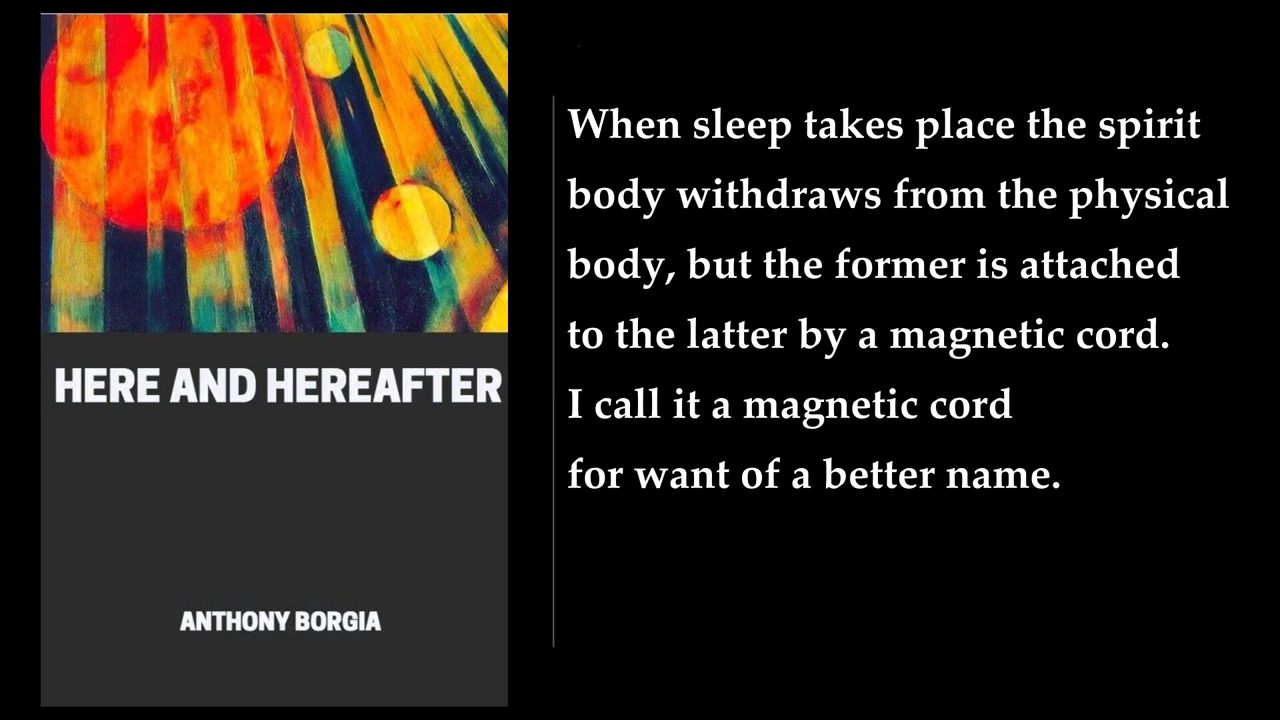 HERE AND HEREAFTER
ANTHONY BORGIA
When sleep takes place the spirit
body withdraws from the physical
body, but the former is attached
to the latter by a magnetic cord.
I call it a magnetic cord
for want of a better name.